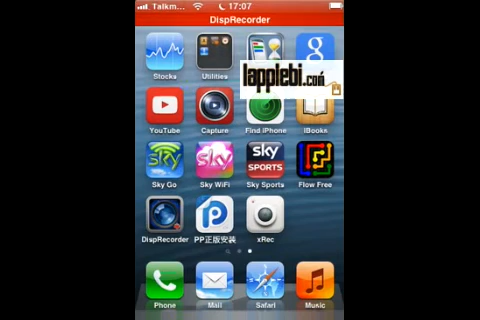 Talkm... 17:07
DispRecorder
Stocks Utilities
lapplebi.com
YouTube Capture Find iPhone iBooks
sky sky sky SPORTS
Sky Go Sky WiFi Sky Sports Flow Free
DispRecorder PP正版安装 xRec
Phone Mail Safari Music